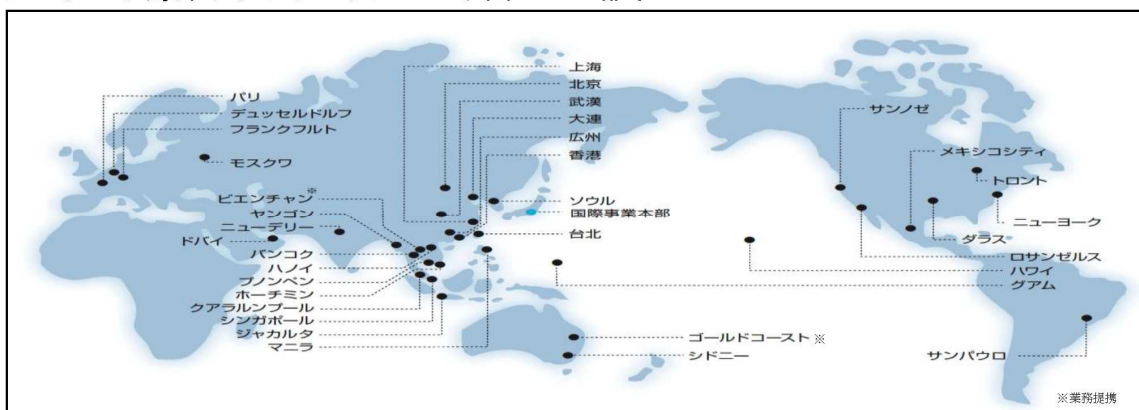 上海
北京
武漢
大連
広州
香港
パリ
デュッセルドルフ
フランクフルト
モスクワ
ビエンチャン※
ヤンゴン
ニューデリー
ドバイ
バンコク
ハノイ
プノンペン
ホーチミン
クアラルンプール
シンガポール
ジャカルタ
マニラ
ソウル
国際事業本部
台北
サンノゼ
メキシコシティ
トロント
ニューヨーク
ダラス
ロサンゼルス
ハワイ
グアム
ゴールドコースト※
シドニー
サンパウロ
※業務提携